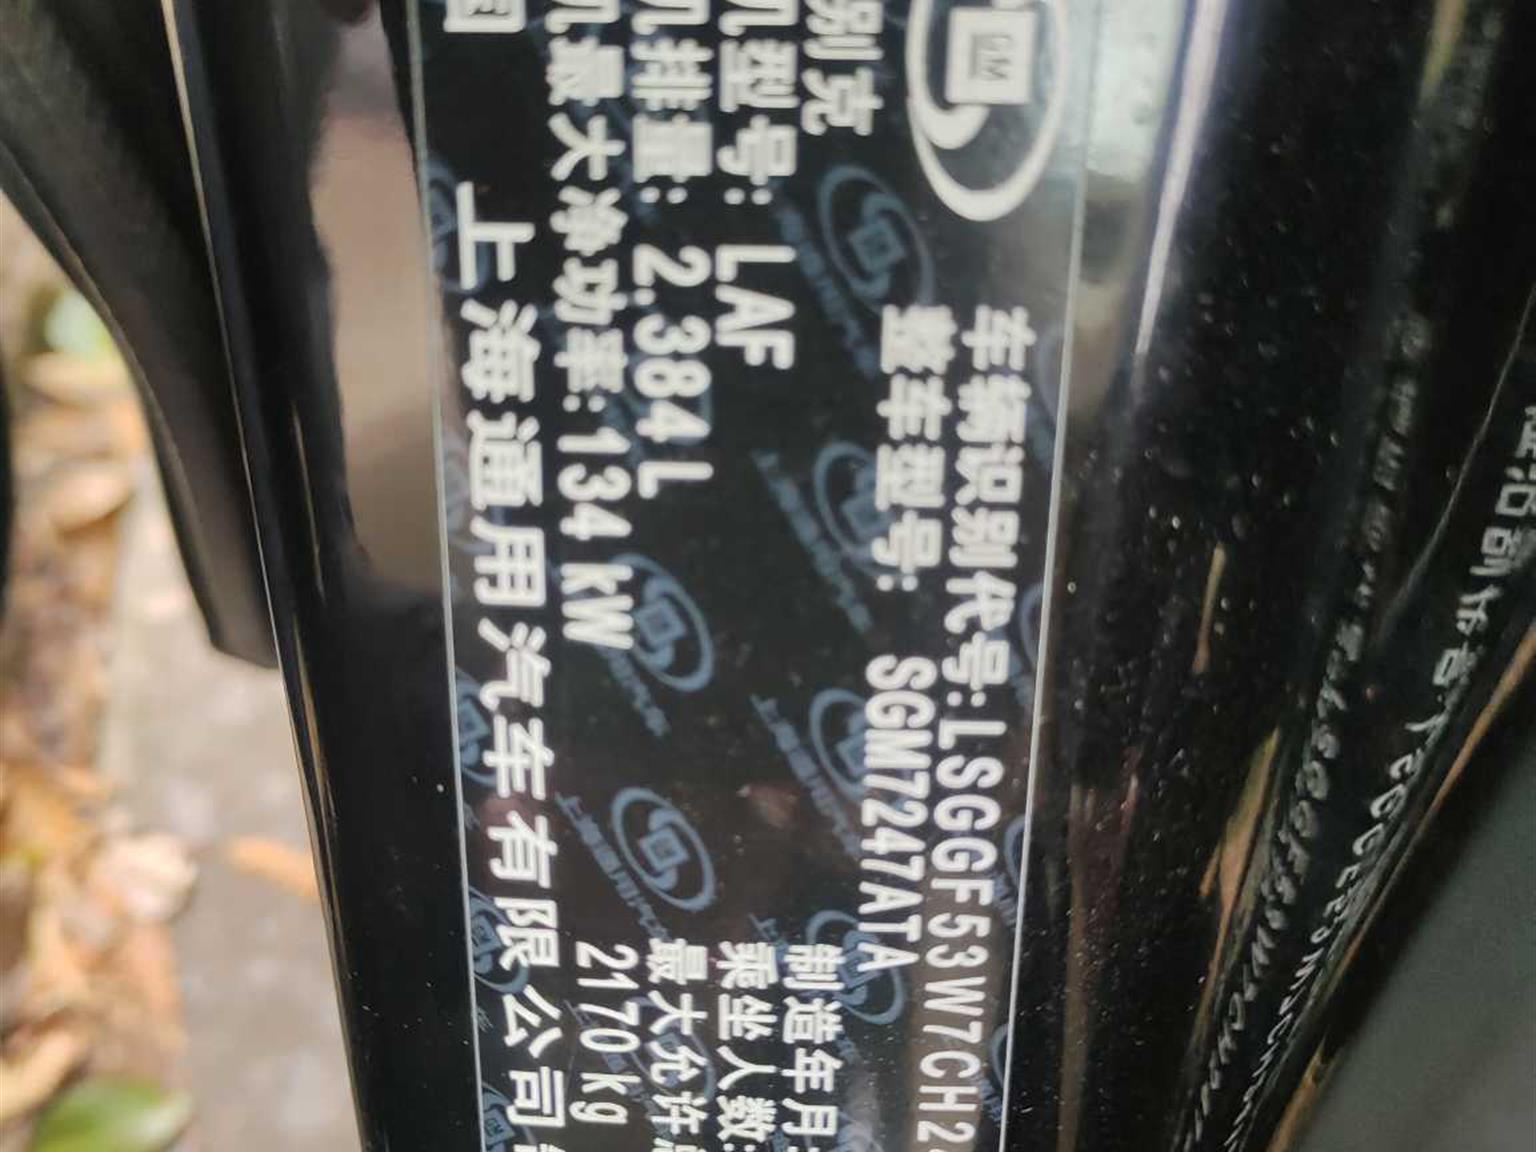 GM
车辆识别代号:LSGGF53W7CH2
整车型号: SGM7247ATA
别克
制造年月:
机型号: LAF
乘坐人数:
机排量: 2.384 L
最大允许
机最大净功率:134 kW
2170 kg
国
上海通用汽车有限公司